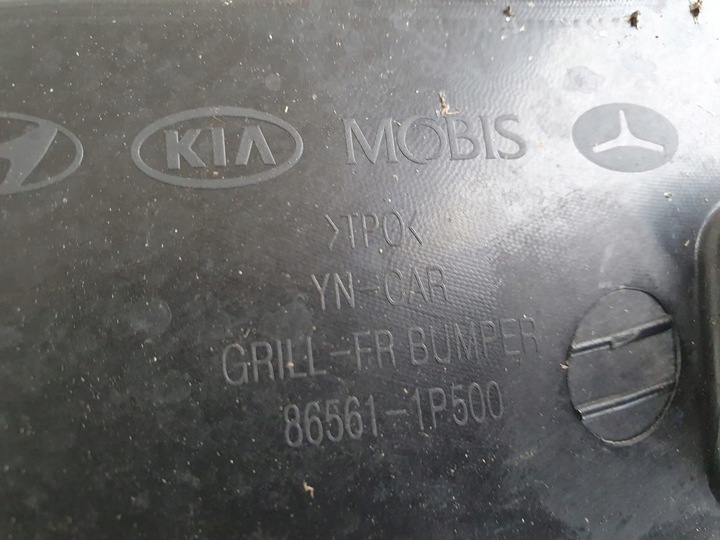 KIA MOBIS
>TPO<
YN-CAR
GRILL-FR BUMPER
86561-1P500